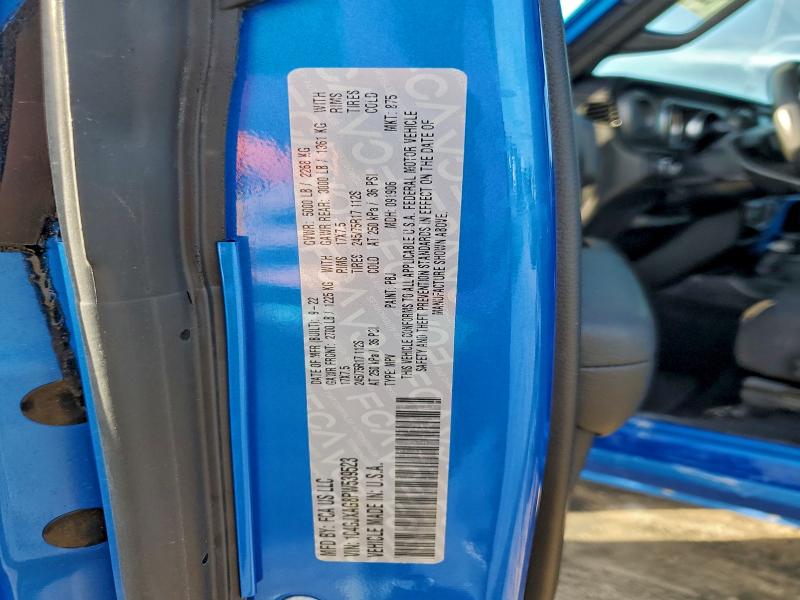 MFD BY: FCA US LLC
DATE OF MFR (BUILT): 9-22
GVWR: 5000 LB / 2268 KG
GAWR FRONT: 2700 LB / 1225 KG WITH
GAWR REAR: 3000 LB / 1361 KG WITH
17X7.5 RIMS
17X7.5 RIMS
245/75R17 112S TIRES
245/75R17 112S TIRES
AT 250 kPa / 36 PSI COLD
AT 250 kPa / 36 PSI COLD
VIN: 1C4GJXAG8PW539523
TYPE: MPV
PAINT: PBJ
MDH: 091906
MKT: 875
VEHICLE MADE IN: U.S.A.
THIS VEHICLE CONFORMS TO ALL APPLICABLE U.S.A. FEDERAL MOTOR VEHICLE
SAFETY AND THEFT PREVENTION STANDARDS IN EFFECT ON THE DATE OF
MANUFACTURE SHOWN ABOVE.